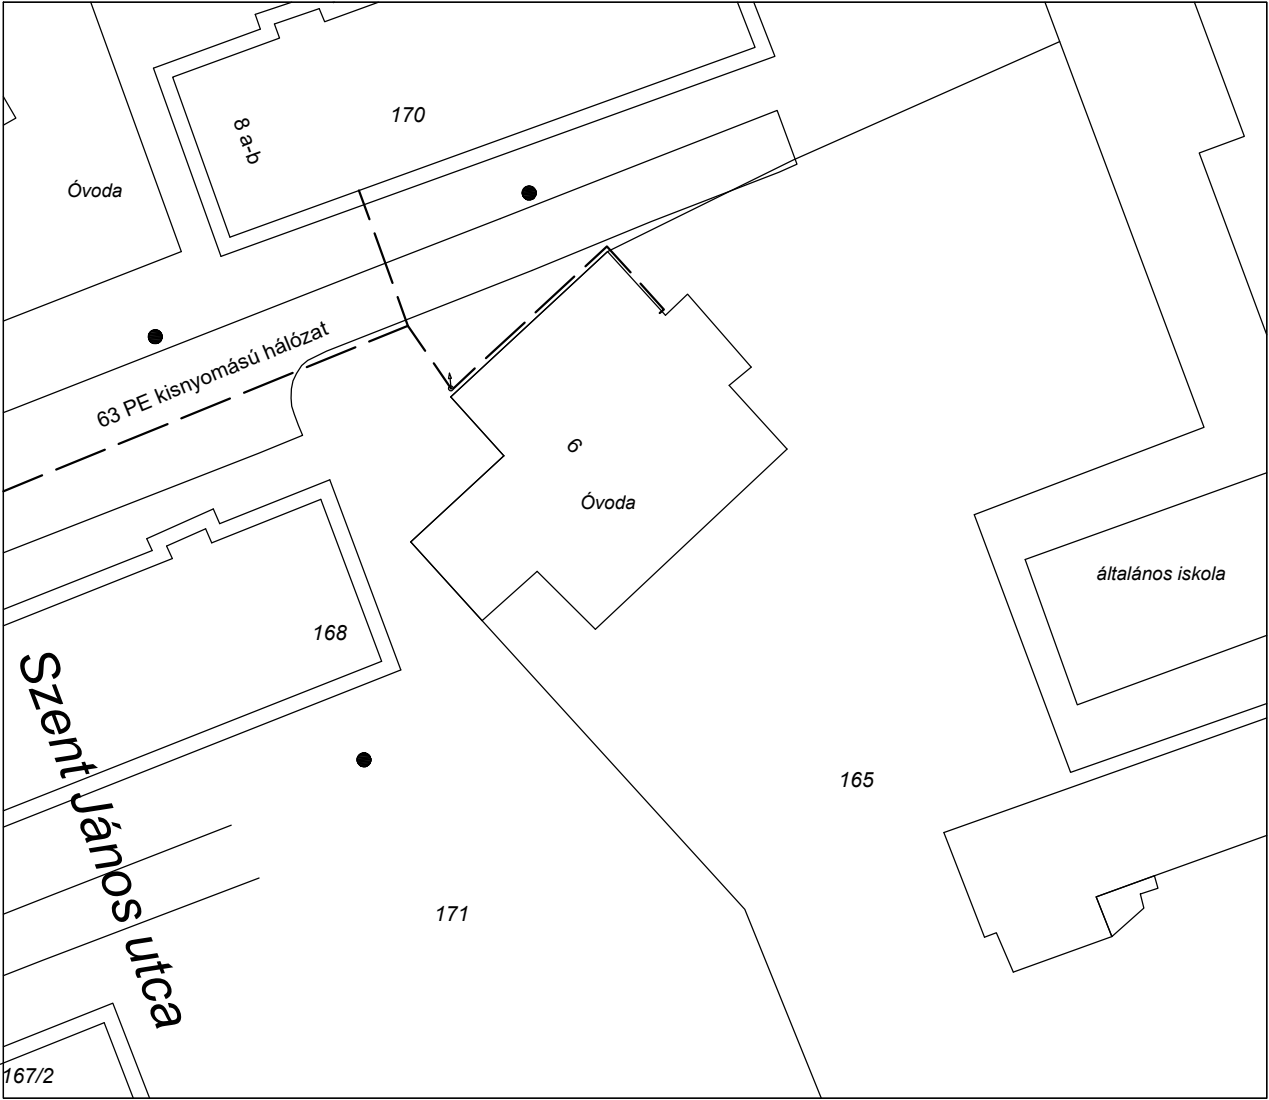 170
8 a-b
Óvoda
63 PE kisnyomású hálózat
6
Óvoda
általános iskola
168
Szent János utca
165
171
167/2